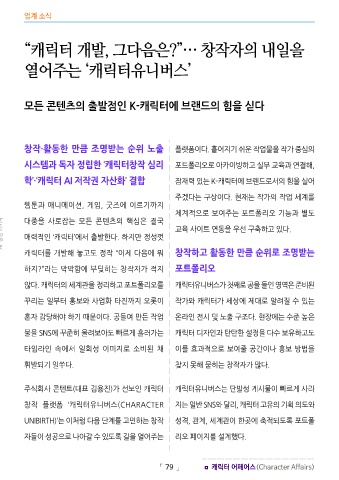 업계 소식
“캐릭터 개발, 그다음은?”… 창작자의 내일을
열어주는 ‘캐릭터유니버스’
모든 콘텐츠의 출발점인 K-캐릭터에 브랜드의 힘을 싣다
창작·활동한 만큼 조명받는 순위 노출
시스템과 독자 정립한 ‘캐릭터창작 심리
학’·‘캐릭터 AI 저작권 자산화’ 결합
웹툰과 애니메이션, 게임, 굿즈에 이르기까지
대중을 사로잡는 모든 콘텐츠의 핵심은 결국
매력적인 ‘캐릭터’에서 출발한다. 하지만 정성껏
캐릭터를 개발해 놓고도 정작 “이제 다음에 뭐
하지?”라는 막막함에 부딪히는 창작자가 적지
않다. 캐릭터의 세계관을 정리하고 포트폴리오를
꾸리는 일부터 홍보와 사업화 타진까지 오롯이
혼자 감당해야 하기 때문이다. 공들여 만든 작업
물을 SNS에 꾸준히 올려보아도 빠르게 흘러가는
타임라인 속에서 일회성 이미지로 소비된 채
휘발되기 일쑤다.
주식회사 콘텐트(대표 김용진)가 선보인 캐릭터
창작 플랫폼 ‘캐릭터유니버스(CHARACTER
UNIBIRTH)’는 이처럼 다음 단계를 고민하는 창작
자들이 성공으로 나아갈 수 있도록 길을 열어주는
플랫폼이다. 흩어지기 쉬운 작업물을 작가 중심의
포트폴리오로 아카이빙하고 실무 교육과 연결해,
잠재력 있는 K-캐릭터에 브랜드로서의 힘을 실어
주겠다는 구상이다. 현재는 작가의 작업 세계를
체계적으로 보여주는 포트폴리오 기능과 별도
교육 사이트 연동을 우선 구축하고 있다.
창작하고 활동한 만큼 순위로 조명받는
포트폴리오
캐릭터유니버스가 첫째로 공을 들인 영역은 준비된
작가와 캐릭터가 세상에 제대로 알려질 수 있는
온라인 전시 및 노출 구조다. 현장에는 수준 높은
캐릭터 디자인과 탄탄한 설정을 다수 보유하고도
이를 효과적으로 보여줄 공간이나 홍보 방법을
찾지 못해 묻히는 창작자가 많다.
캐릭터유니버스는 단발성 게시물이 빠르게 사라
지는 일반 SNS와 달리, 캐릭터 고유의 기획 의도와
성격, 관계, 세계관이 한곳에 축적되도록 포트폴
리오 페이지를 설계했다.
「 79 」
캐릭터 어페어스(Character Affairs)